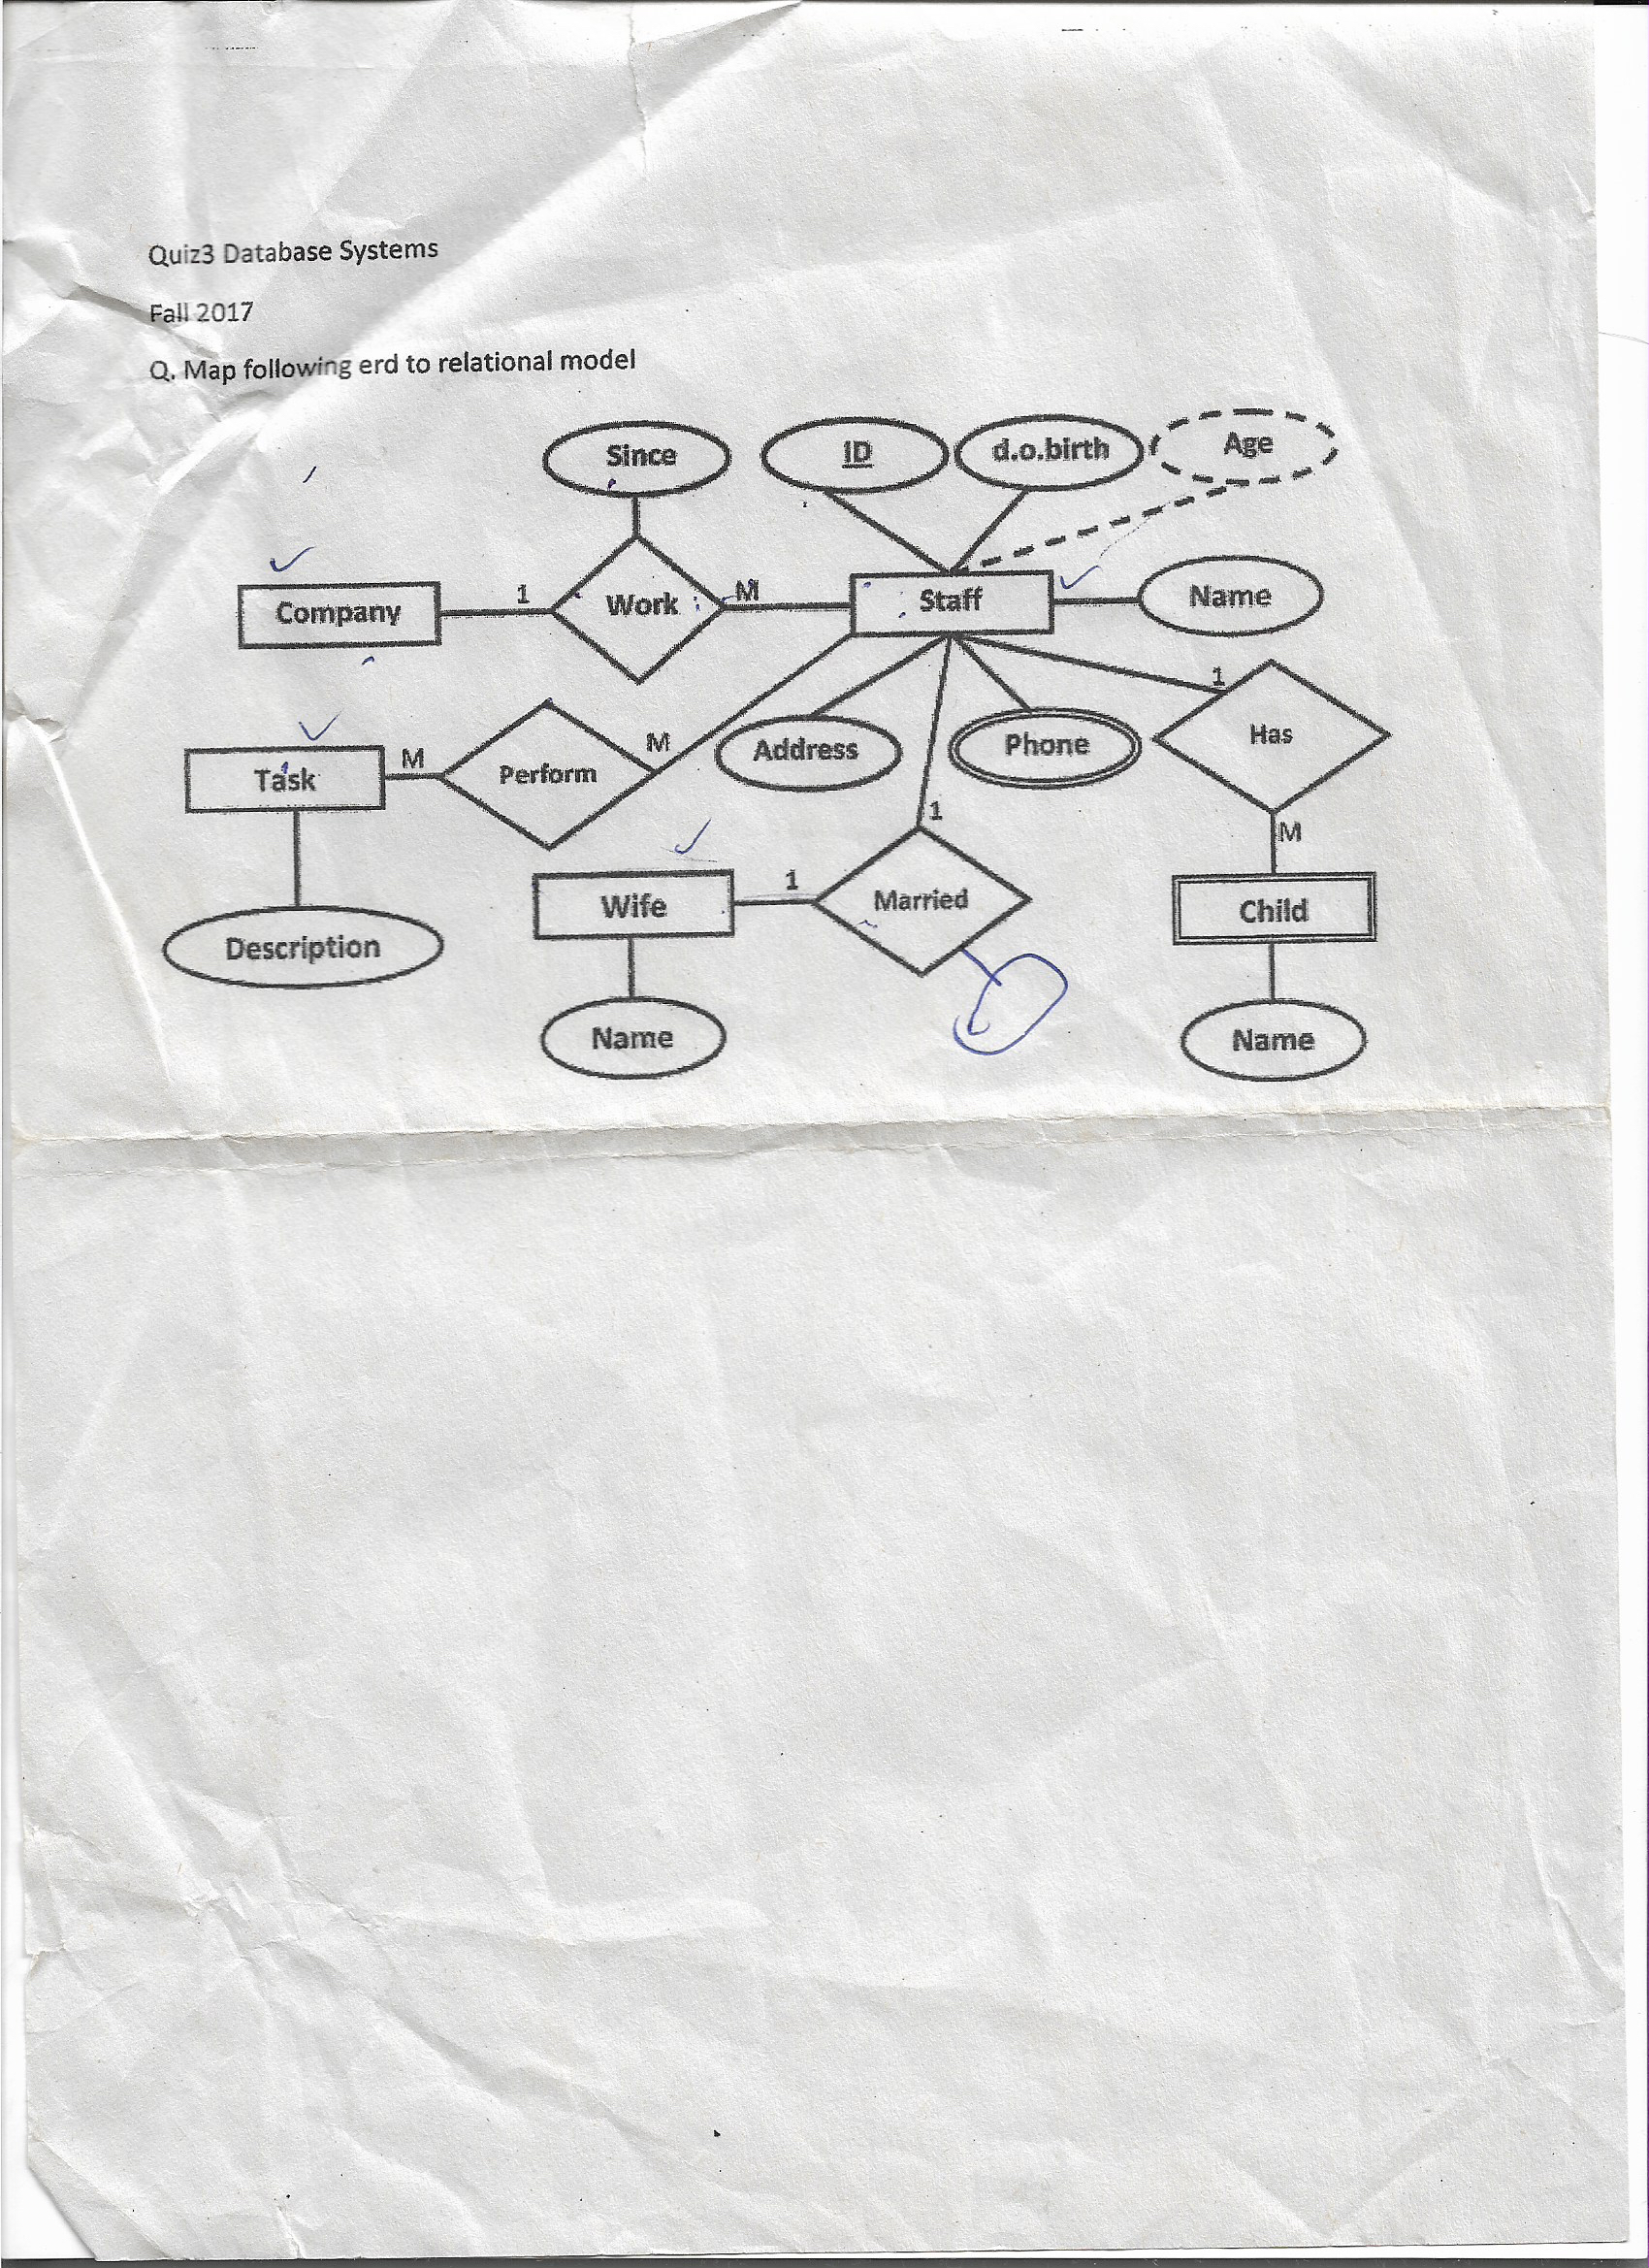 Quiz3 Database Systems
Fall 2017
Q. Map following erd to relational model
Since
ID
d.o.birth
Age
Company
1
Work
M
Staff
Name
Task
M
Perform
M
Address
Phone
1
Has
1
M
Description
Wife
1
Married
Child
Name
Name